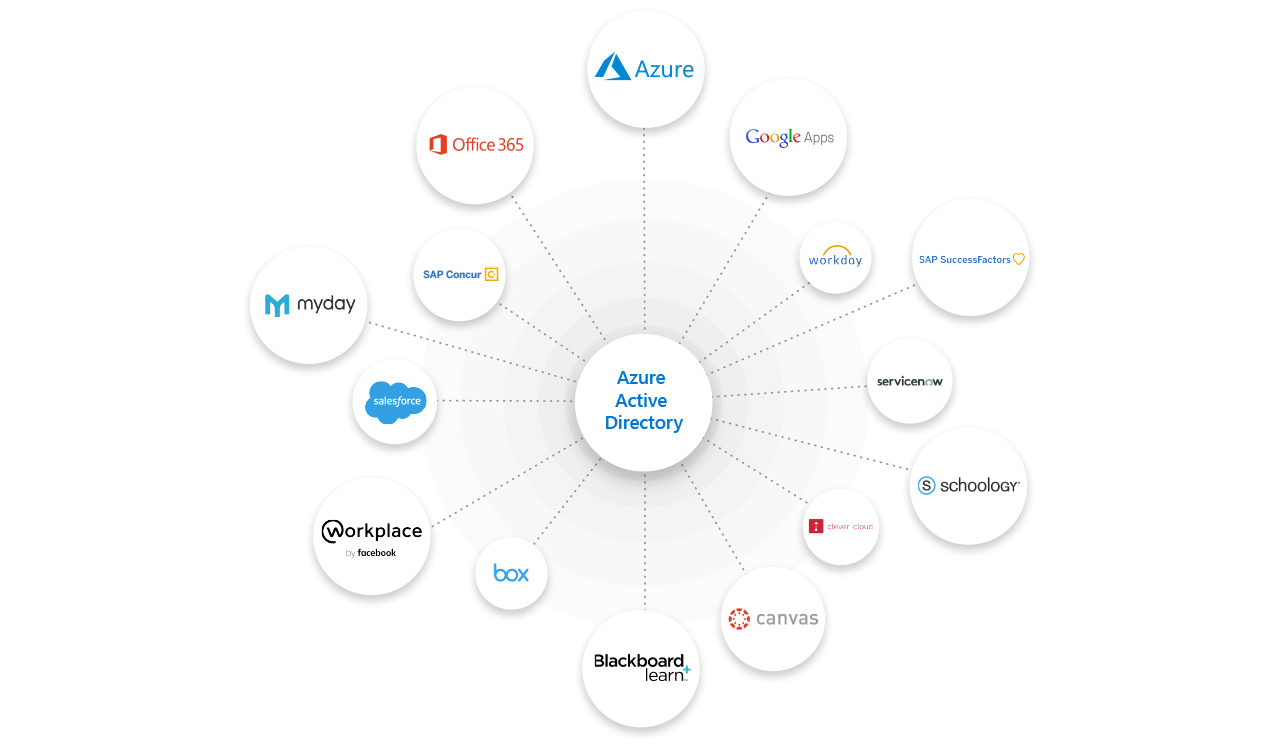 Azure
Google Apps
Office 365
workday
SAP SuccessFactors
SAP Concur
myday
Azure
Active
Directory
servicenow
salesforce
schoology
workplace
by facebook
clever cloud
box
canvas
Blackboard
learn+